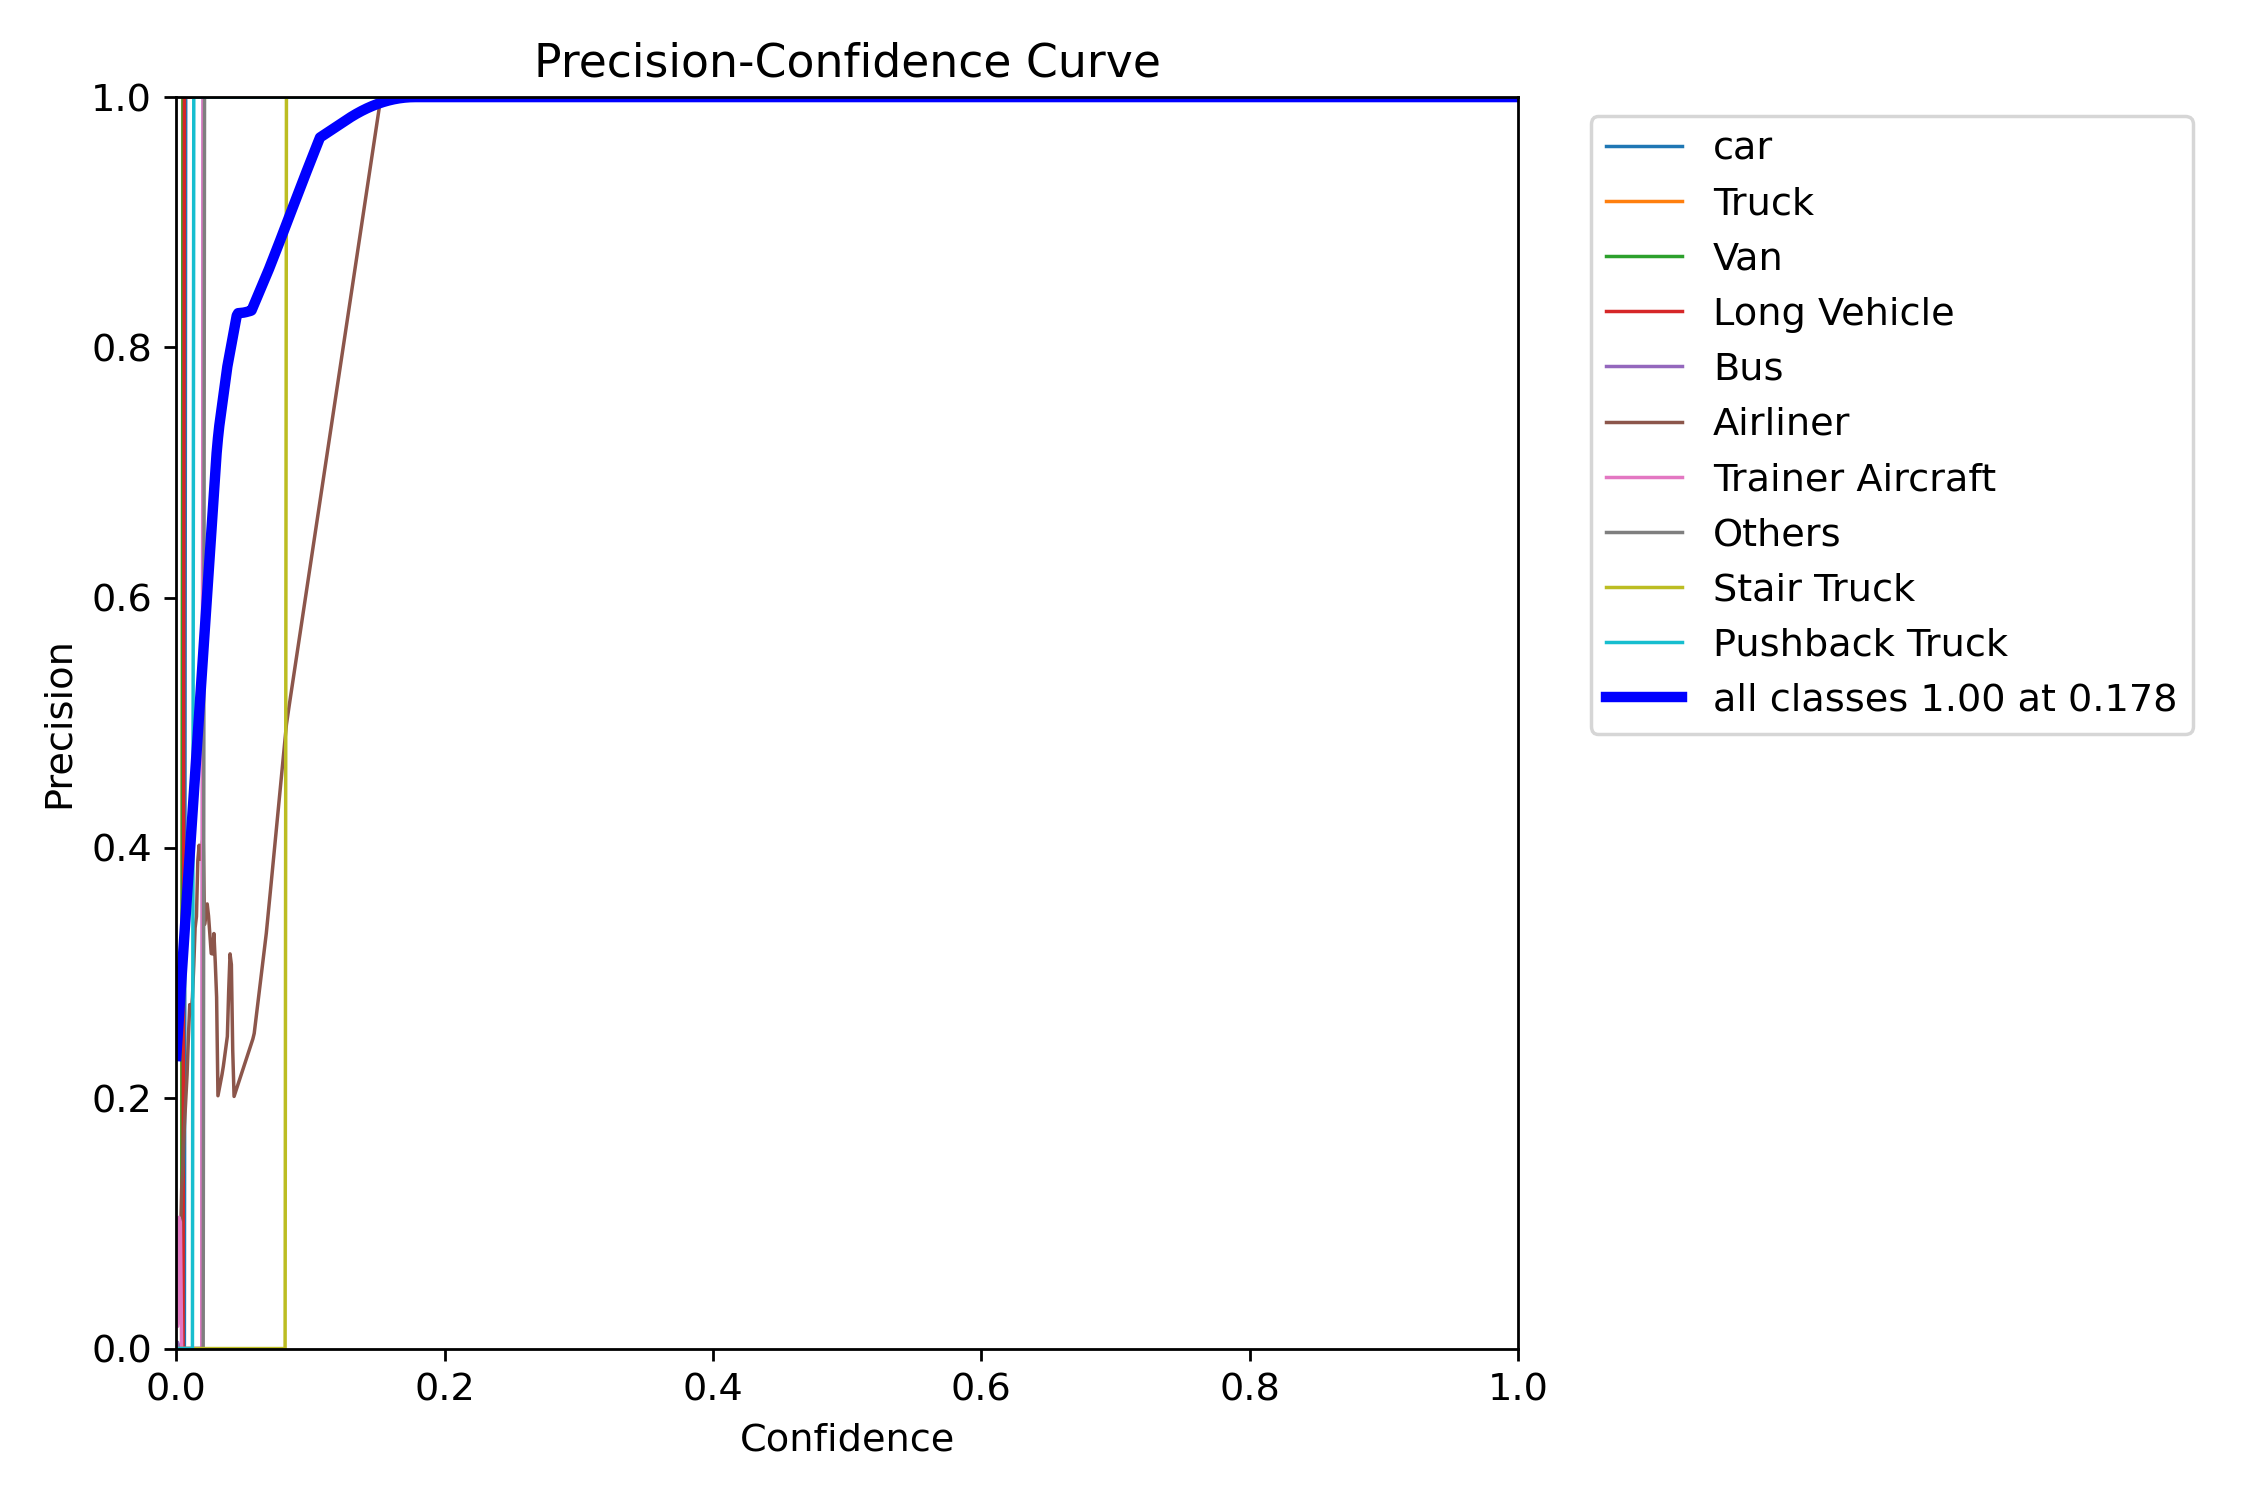 Precision-Confidence Curve
1.0
0.8
0.6
0.4
0.2
0.0
Precision
0.0 0.2 0.4 0.6 0.8 1.0
Confidence
car
Truck
Van
Long Vehicle
Bus
Airliner
Trainer Aircraft
Others
Stair Truck
Pushback Truck
all classes 1.00 at 0.178